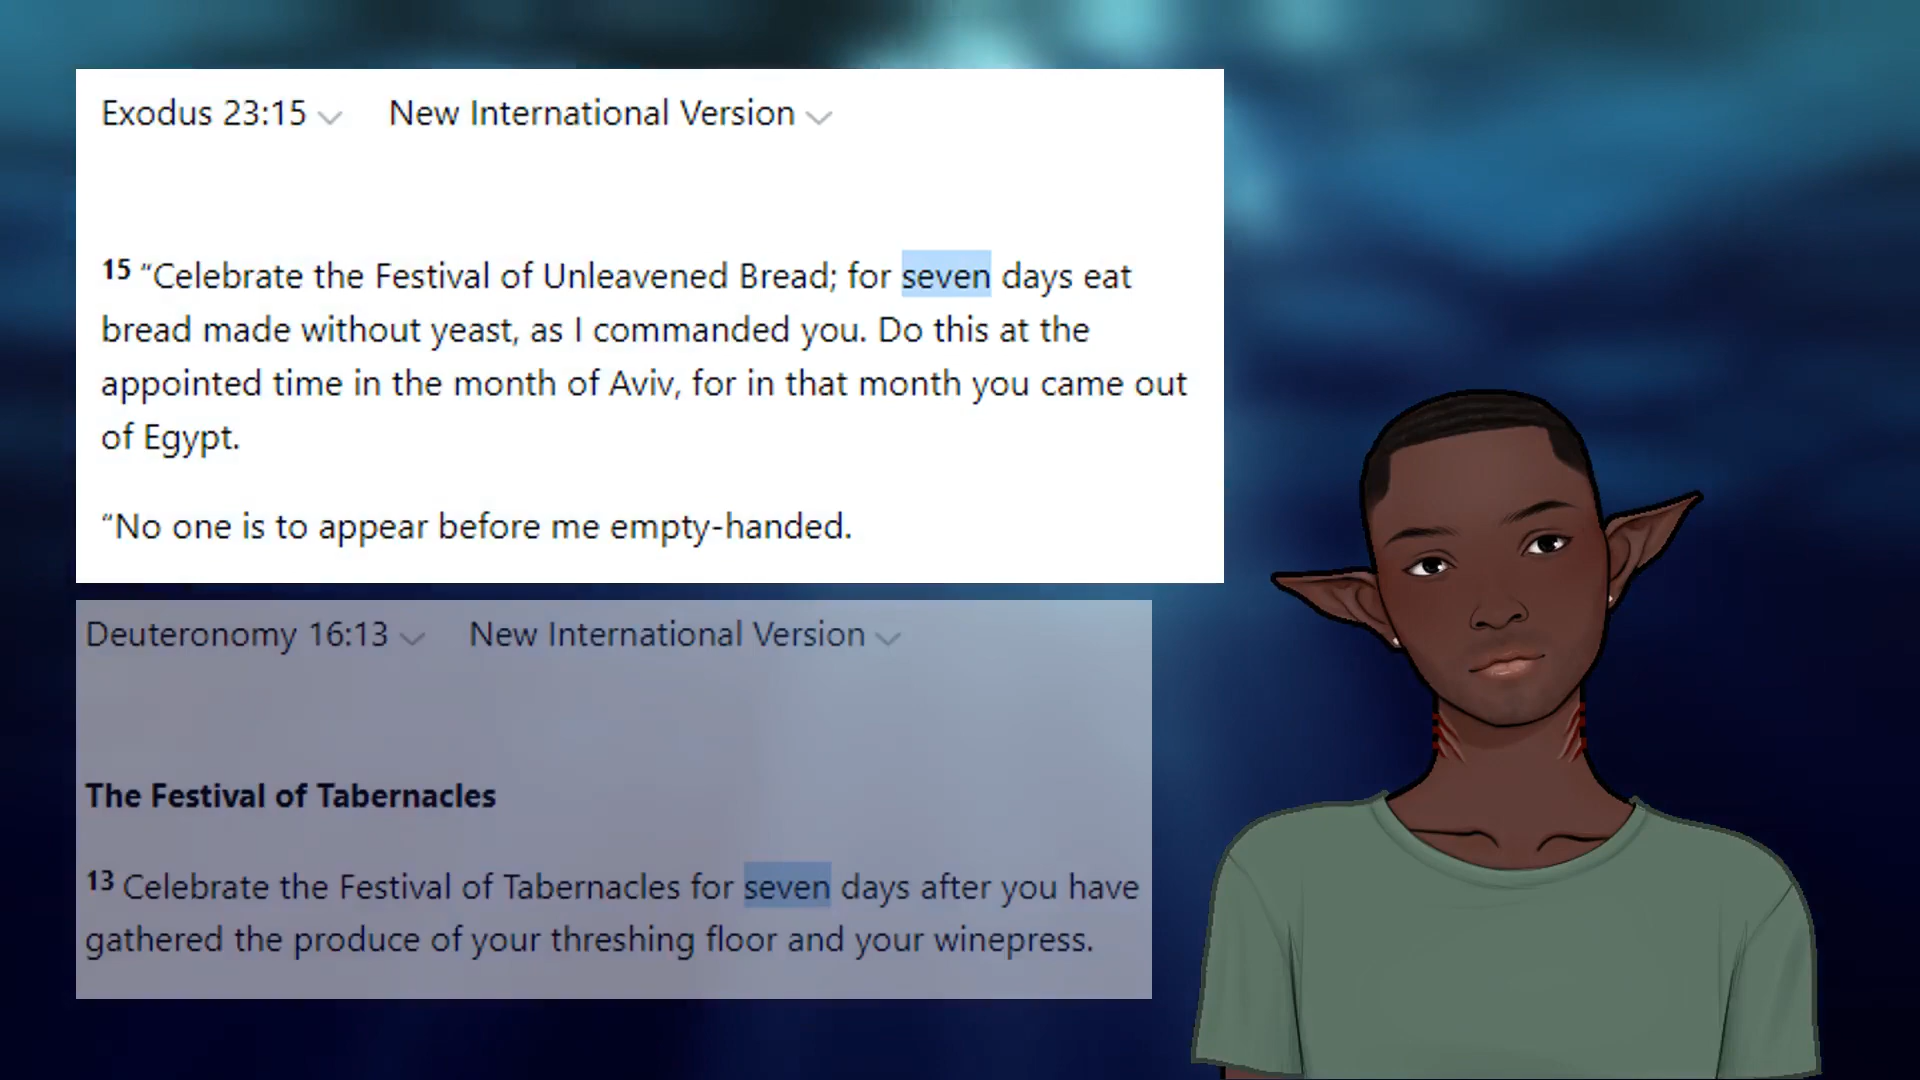 Exodus 23:15 New International Version
15 “Celebrate the Festival of Unleavened Bread; for seven days eat
bread made without yeast, as I commanded you. Do this at the
appointed time in the month of Aviv, for in that month you came out
of Egypt.
“No one is to appear before me empty-handed.
Deuteronomy 16:13 New International Version
The Festival of Tabernacles
13 Celebrate the Festival of Tabernacles for seven days after you have
gathered the produce of your threshing floor and your winepress.